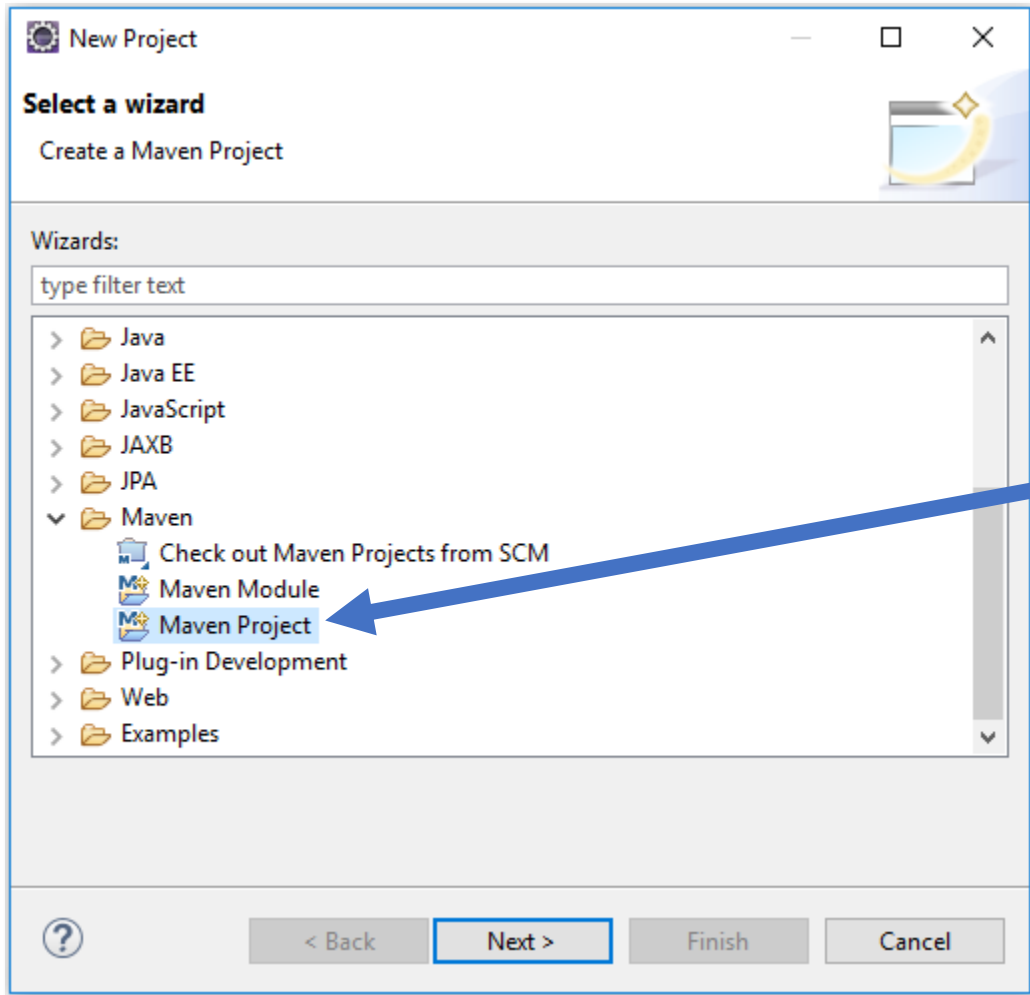 New Project
Select a wizard
Create a Maven Project
Wizards:
type filter text
Java
Java EE
JavaScript
JAXB
JPA
Maven
Check out Maven Projects from SCM
Maven Module
Maven Project
Plug-in Development
Web
Examples
? < Back Next > Finish Cancel